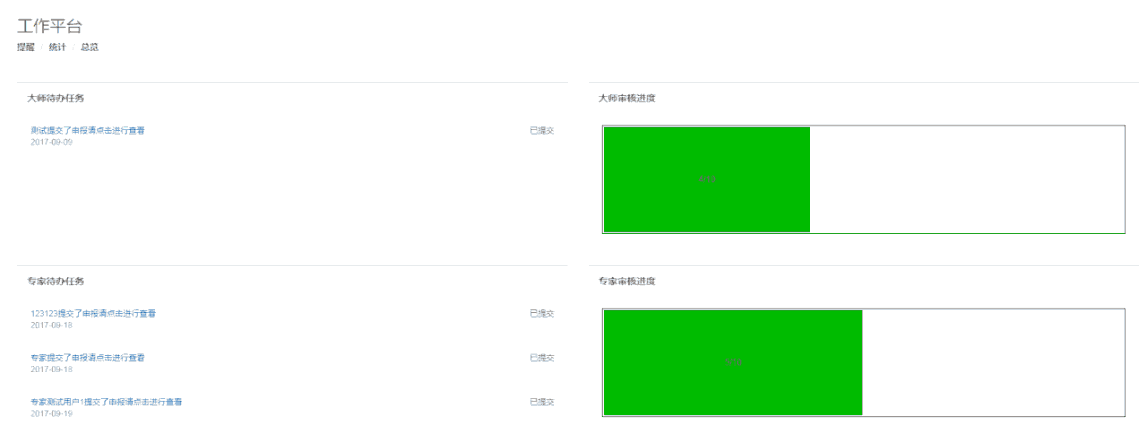 工作平台
提醒 / 统计 / 总览
大师待办任务
大师审核进度
测试提交了申报请点击进行查看
已提交
2017-09-09
专家待办任务
专家审核进度
123123提交了申报请点击进行查看
已提交
2017-09-18
专家提交了申报请点击进行查看
已提交
2017-09-18
专家测试用户1提交了申报请点击进行查看
已提交
2017-09-19